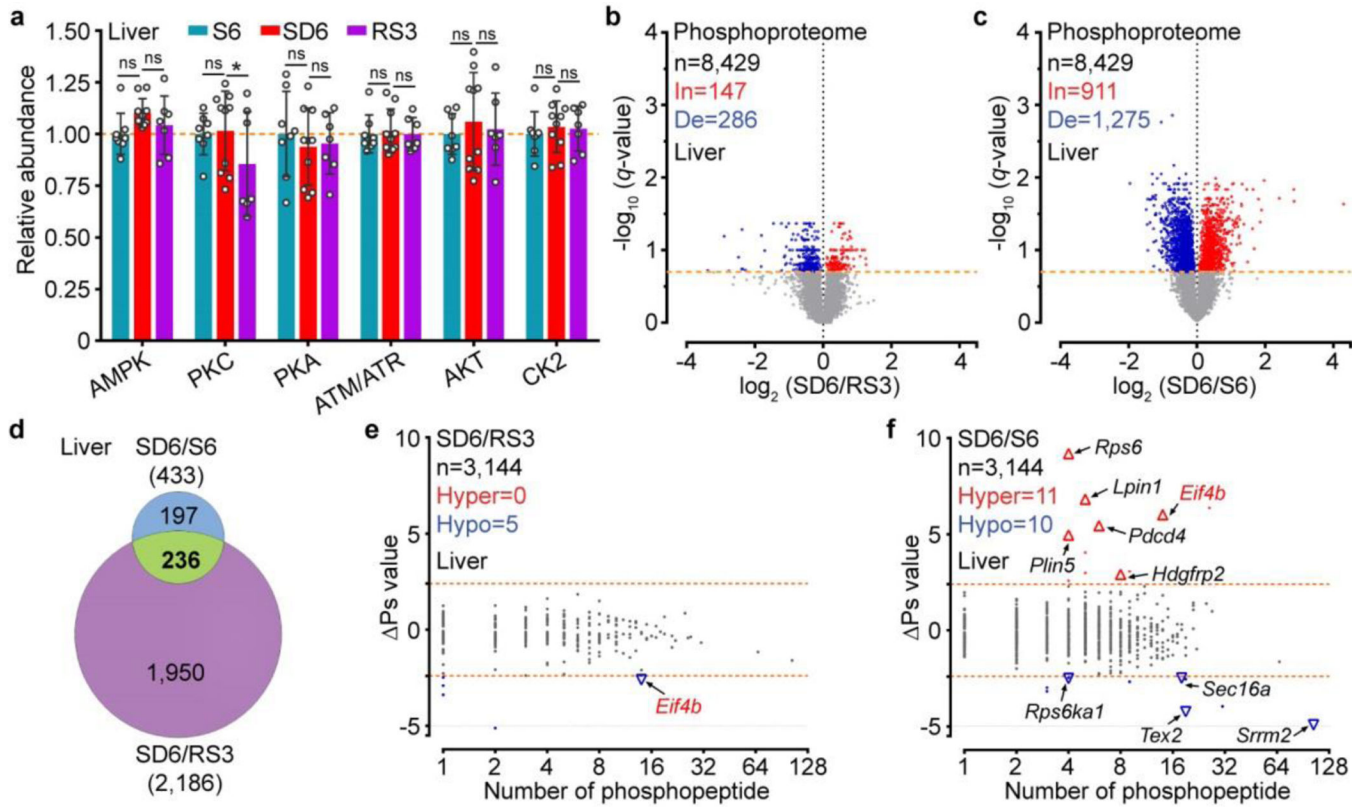 a
Liver S6 SD6 RS3
Relative abundance
1.50
1.25
1.00
0.75
0.50
0.25
0
ns ns
ns *
ns ns
ns ns
ns ns
ns ns
AMPK
PKC
PKA
ATM/ATR
AKT
CK2
b
Phosphoproteome
n=8,429
In=147
De=286
Liver
-log10 (q-value)
4
3
2
1
0
-4 -2 0 2 4
log2 (SD6/RS3)
c
Phosphoproteome
n=8,429
In=911
De=1,275
Liver
-log10 (q-value)
4
3
2
1
0
-4 -2 0 2 4
log2 (SD6/S6)
d
Liver SD6/S6
(433)
197
236
1,950
SD6/RS3
(2,186)
e
SD6/RS3
n=3,144
Hyper=0
Hypo=5
Liver
ΔPs value
10
5
0
-5
Eif4b
1 2 4 8 16 32 64 128
Number of phosphopeptide
f
SD6/S6
n=3,144
Hyper=11
Hypo=10
Liver
ΔPs value
10
5
0
-5
Rps6
Lpin1
Eif4b
Pdcd4
Plin5
Hdgfrp2
Rps6ka1
Sec16a
Tex2
Srrm2
1 2 4 8 16 32 64 128
Number of phosphopeptide